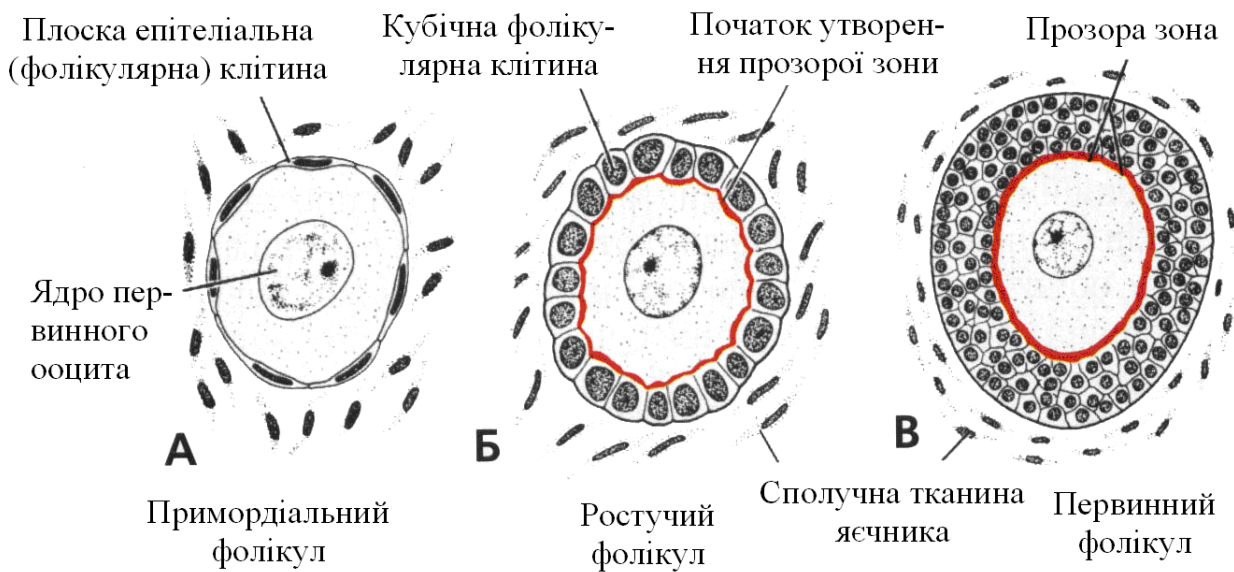 Плоска епітеліальна
(фолікулярна) клітина
Кубічна фоліку-
лярна клітина
Початок утворен-
ня прозорої зони
Прозора зона
Ядро пер-
винного
ооцита
А
Б
В
Примордіальний
фолікул
Ростучий
фолікул
Сполучна тканина
яєчника
Первинний
фолікул